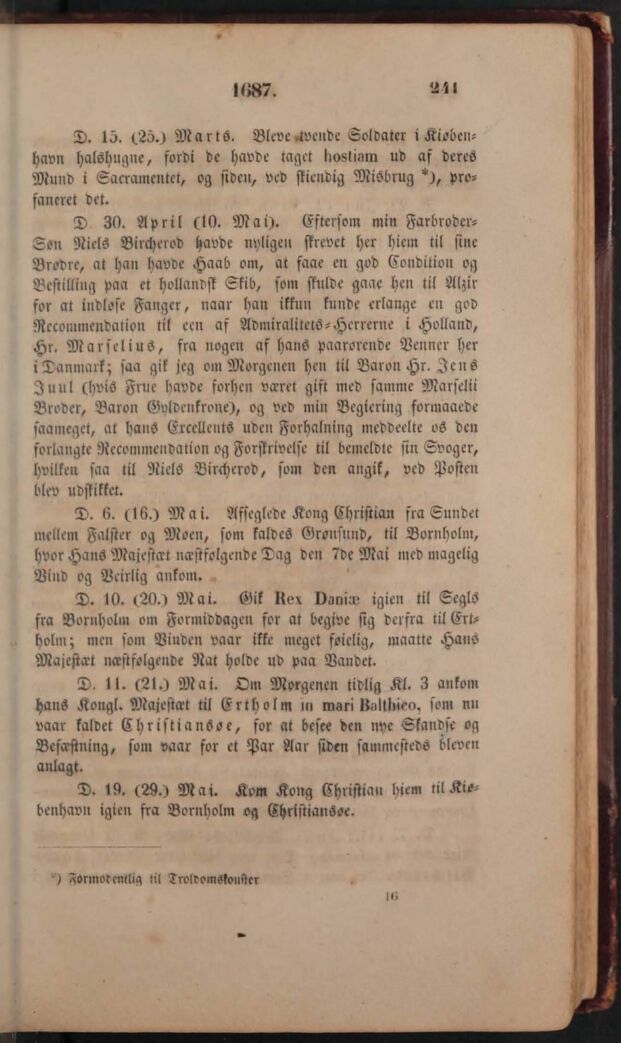 1687.
241
D. 15. (25.) Marts. Bleve tvende Soldater i Kiøben=
havn halshugne, fordi de havde taget hostiam ud af deres
Mund i Sacramentet, og siden, ved skiendig Misbrug *), pro=
faneret det.
D. 30. April (10. Mai). Eftersom min Farbroder=
Søn Niels Bircherod havde nyligen skrevet her hiem til sine
Brødre, at han havde Haab om, at faae en god Condition og
Bestilling paa et hollandsk Skib, som skulde gaae hen til Alzir
for at indløse Fanger, naar han ikkun kunde erlange en god
Recommendation til een af Admiralitets=Herrerne i Holland,
Hr. Marselius, fra nogen af hans paarørende Venner her
i Danmark; saa gik jeg om Morgenen hen til Baron Hr. Jens
Juul (hvis Frue havde forhen været gift med samme Marselii
Broder, Baron Gyldenkrone), og ved min Begiering formaaede
saameget, at hans Excellents uden Forhalning meddeelte os den
forlangte Recommendation og Forskrivelse til bemeldte sin Svoger,
hvilken saa til Niels Bircherod, som den angik, ved Posten
blev udskikket.
D. 6. (16.) Mai. Afseglede Kong Christian fra Sundet
mellem Falster og Møen, som kaldes Grønsund, til Bornholm,
hvor Hans Majestæt næstfølgende Dag den 7de Mai med magelig
Vind og Veirlig ankom.
D. 10. (20.) Mai. Gik Rex Daniæ igien til Segls
fra Bornholm om Formiddagen for at begive sig derfra til Ert=
holm; men som Vinden vaar ikke meget føielig, maatte Hans
Majestæt næstfølgende Nat holde ud paa Vandet.
D. 11. (21.) Mai. Om Morgenen tidlig Kl. 3 ankom
hans Kongl. Majestæt til Ertholm in mari Balthico, som nu
vaar kaldet Christiansøe, for at besee den nye Skandse og
Befæstning, som vaar for et Par Aar siden sammesteds bleven
anlagt.
D. 19. (29.) Mai. Kom Kong Christian hiem til Kiø=
benhavn igien fra Bornholm og Christiansøe.
*) Formodentlig til Troldomskonster
16